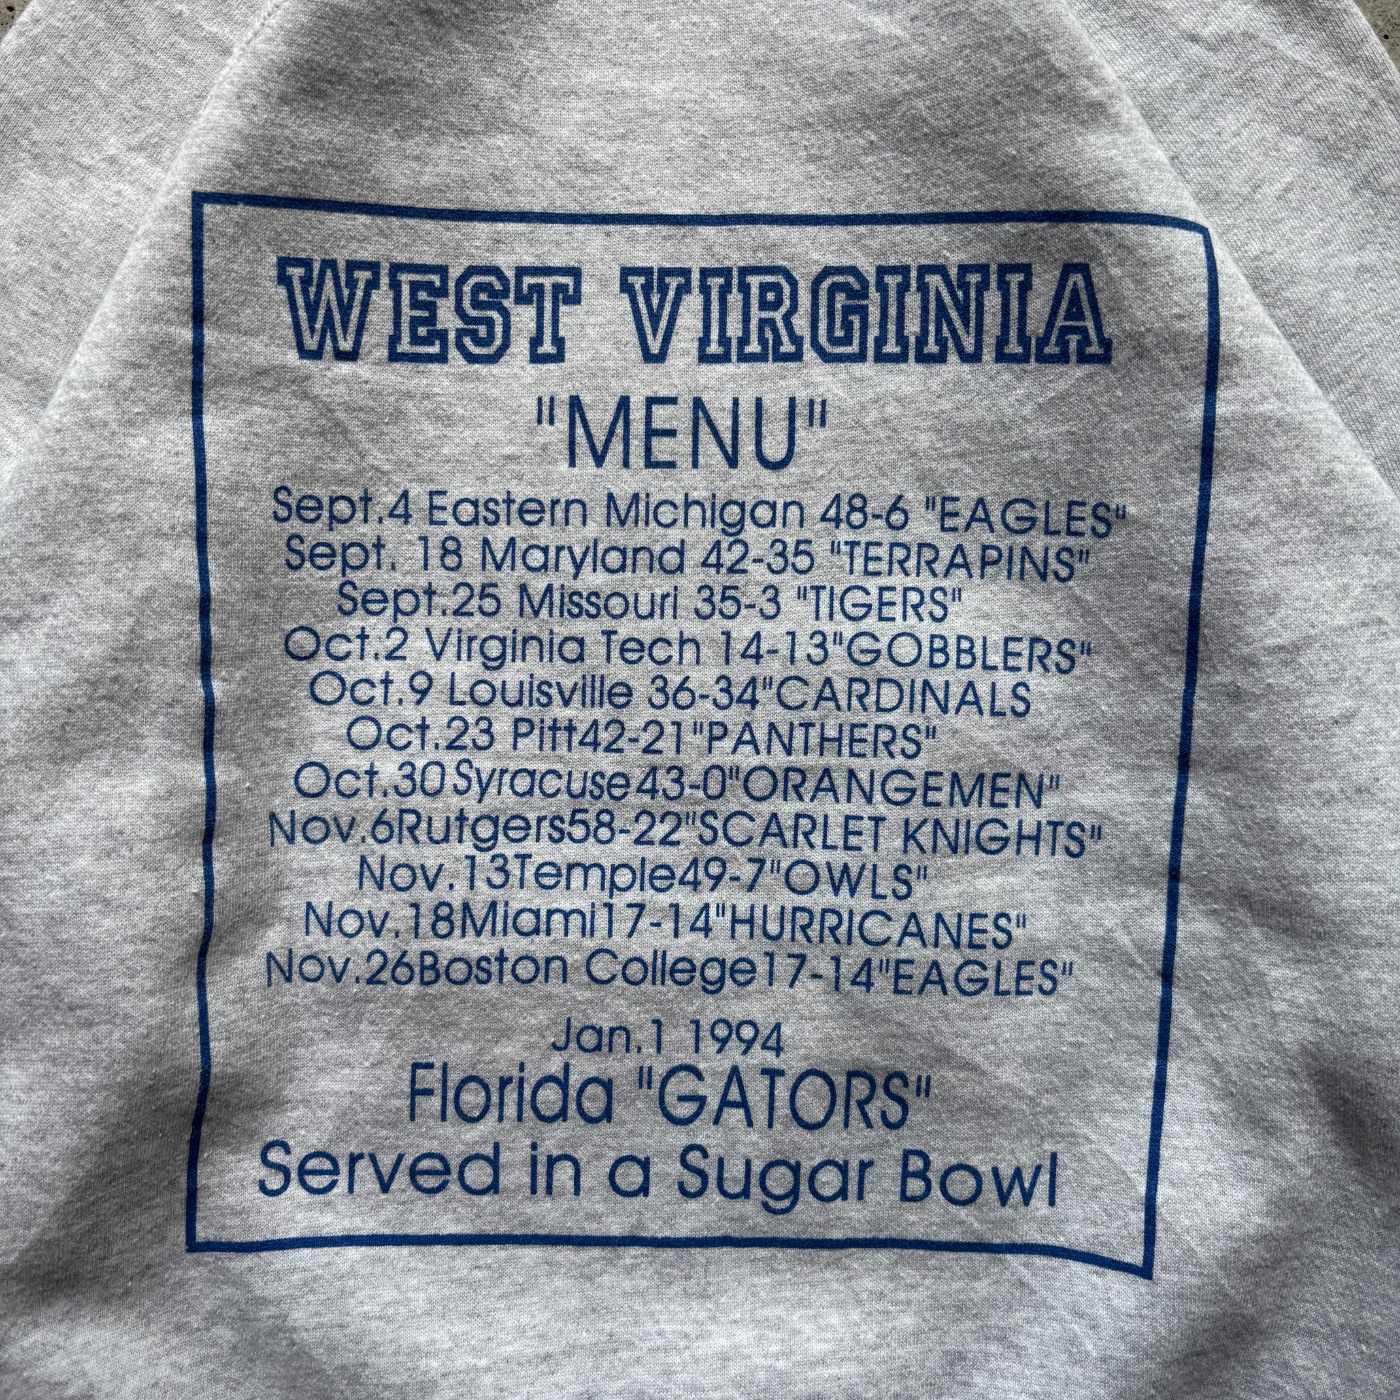 WEST VIRGINIA
"MENU"
Sept.4 Eastern Michigan 48-6 "EAGLES"
Sept. 18 Maryland 42-35 "TERRAPINS"
Sept.25 Missouri 35-3 "TIGERS"
Oct.2 Virginia Tech 14-13"GOBBLERS"
Oct.9 Louisville 36-34"CARDINALS
Oct.23 Pitt42-21"PANTHERS"
Oct.30Syracuse43-0"ORANGEMEN"
Nov.6Rutgers58-22"SCARLET KNIGHTS"
Nov.13Temple49-7"OWLS"
Nov.18Miami17-14"HURRICANES"
Nov.26Boston College17-14"EAGLES"
Jan.1 1994
Florida "GATORS"
Served in a Sugar Bowl